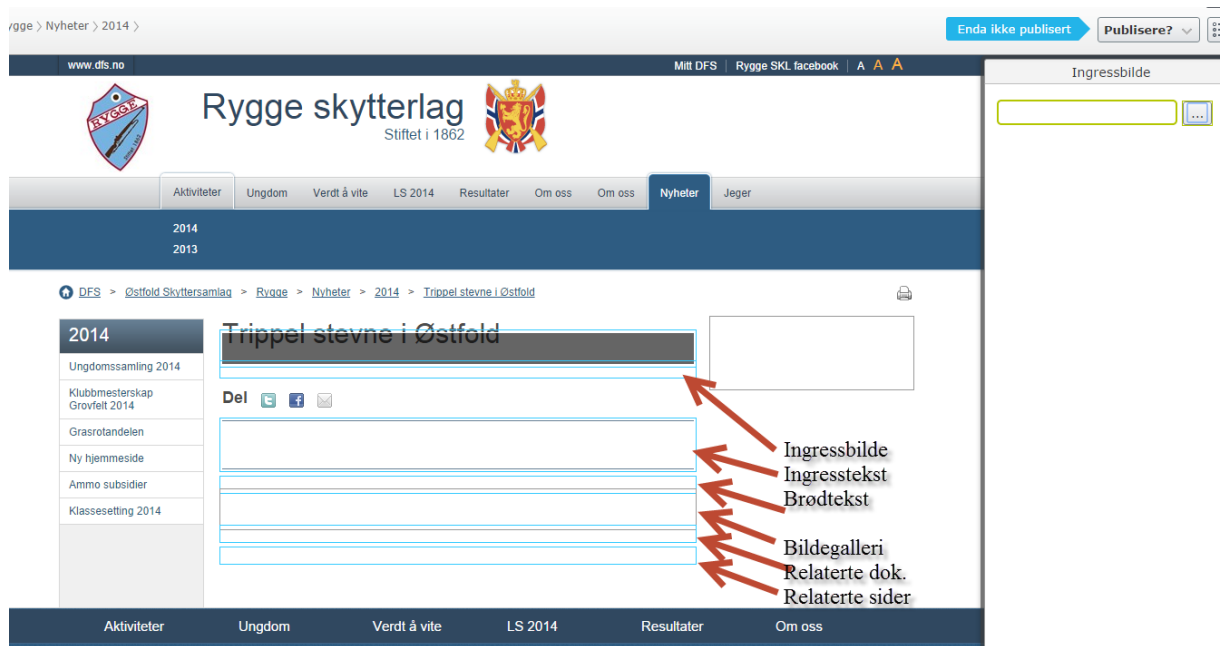 ygge > Nyheter > 2014 >
Enda ikke publisert
Publisere?
www.dfs.no
Mitt DFS | Rygge SKL facebook | A A A
Ingressbilde
...
RYGGE
Stiftet 1862
Rygge skytterlag
Stiftet i 1862
Aktiviteter Ungdom Verdt å vite LS 2014 Resultater Om oss Om oss Nyheter Jeger
2014
2013
DFS > Østfold Skyttersamlag > Rygge > Nyheter > 2014 > Trippel stevne i Østfold
2014
Ungdomssamling 2014
Klubbmesterskap
Grovfelt 2014
Grasrotandelen
Ny hjemmeside
Ammo subsidier
Klassesetting 2014
Trippel stevne i Østfold
Del
Ingressbilde
Ingresstekst
Brødtekst
Bildegalleri
Relaterte dok.
Relaterte sider
Aktiviteter Ungdom Verdt å vite LS 2014 Resultater Om oss